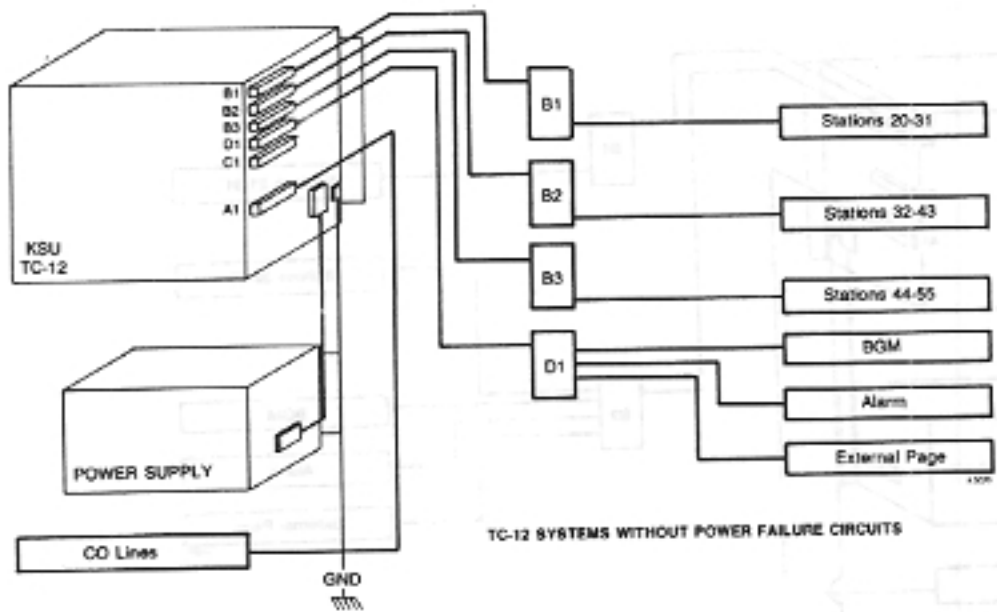 B1
B2
B3
D1
C1
A1
KSU
TC-12
B1
Stations 20-31
B2
Stations 32-43
B3
Stations 44-55
D1
BGM
Alarm
External Page
POWER SUPPLY
TC-12 SYSTEMS WITHOUT POWER FAILURE CIRCUITS
CO Lines
GND